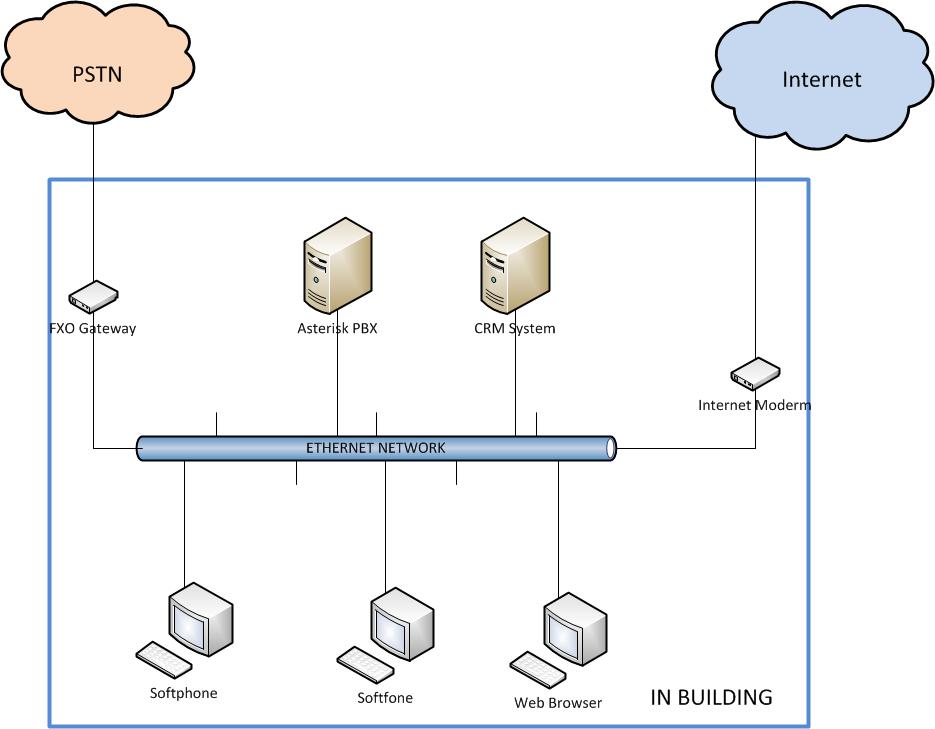 PSTN
Internet
Asterisk PBX
CRM System
FXO Gateway
Internet Moderm
ETHERNET NETWORK
Softphone
Softfone
Web Browser
IN BUILDING